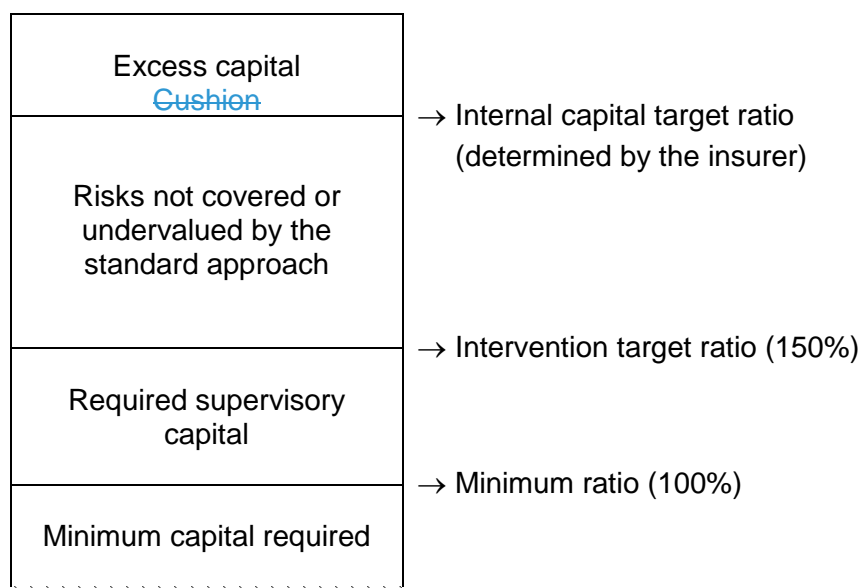 Excess capital
Cushion
→ Internal capital target ratio
(determined by the insurer)
Risks not covered or
undervalued by the
standard approach
→ Intervention target ratio (150%)
Required supervisory
capital
→ Minimum ratio (100%)
Minimum capital required